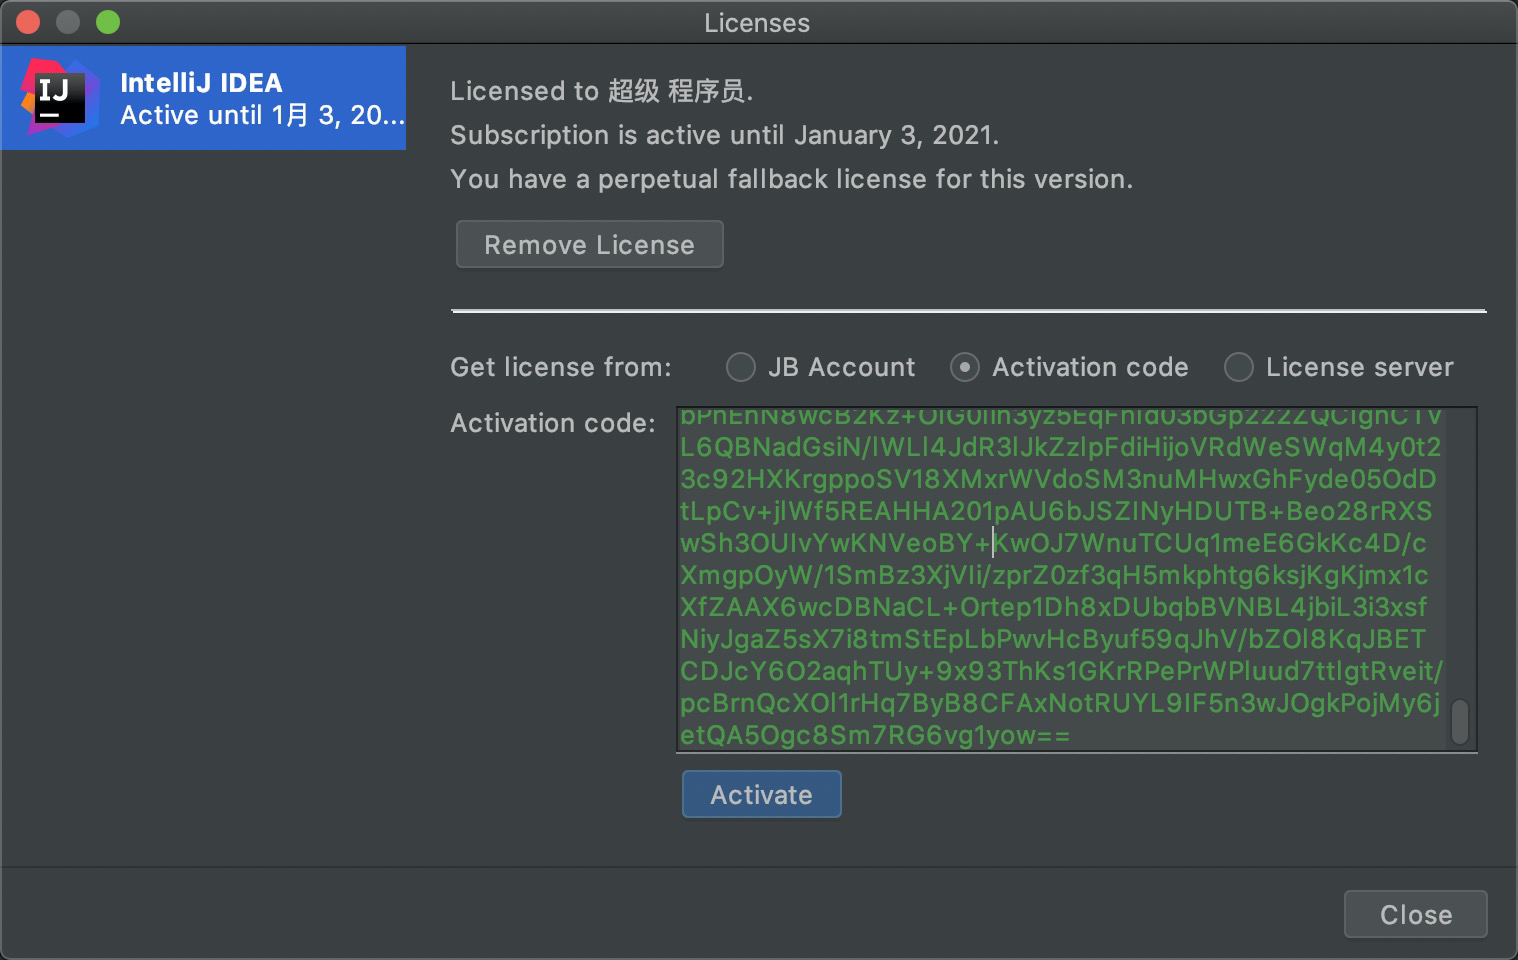 Licenses
IJ
IntelliJ IDEA
Active until 1月 3, 20...
Licensed to 超级 程序员.
Subscription is active until January 3, 2021.
You have a perpetual fallback license for this version.
Remove License
Get license from: JB Account Activation code License server
Activation code:
L6QBNadGsiN/lWLl4JdR3lJkZzlpFdiHijoVRdWeSWqM4y0t2
3c92HXKrgppoSV18XMxrWVdoSM3nuMHwxGhFyde05OdD
tLpCv+jlWf5REAHHA201pAU6bJSZlNyHDUTB+Beo28rRXS
wSh3OUIvYwKNVeoBY+KwOJ7WnuTCUq1meE6GkKc4D/c
XmgpOyW/1SmBz3XjVIi/zprZ0zf3qH5mkphtg6ksjKgKjmx1c
XfZAAX6wcDBNaCL+Ortep1Dh8xDUbqbBVNBL4jbiL3i3xsf
NiyJgaZ5sX7i8tmStEpLbPwvHcByuf59qJhV/bZOl8KqJBET
CDJcY6O2aqhTUy+9x93ThKs1GKrRPePrWPluud7ttlgtRveit/
pcBrnQcXOl1rHq7ByB8CFAxNotRUYL9IF5n3wJOgkPojMy6j
etQA5Ogc8Sm7RG6vg1yow==
Activate
Close